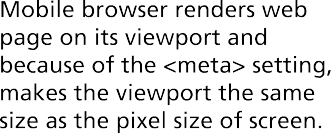 Mobile browser renders web
page on its viewport and
because of the <meta> setting,
makes the viewport the same
size as the pixel size of screen.